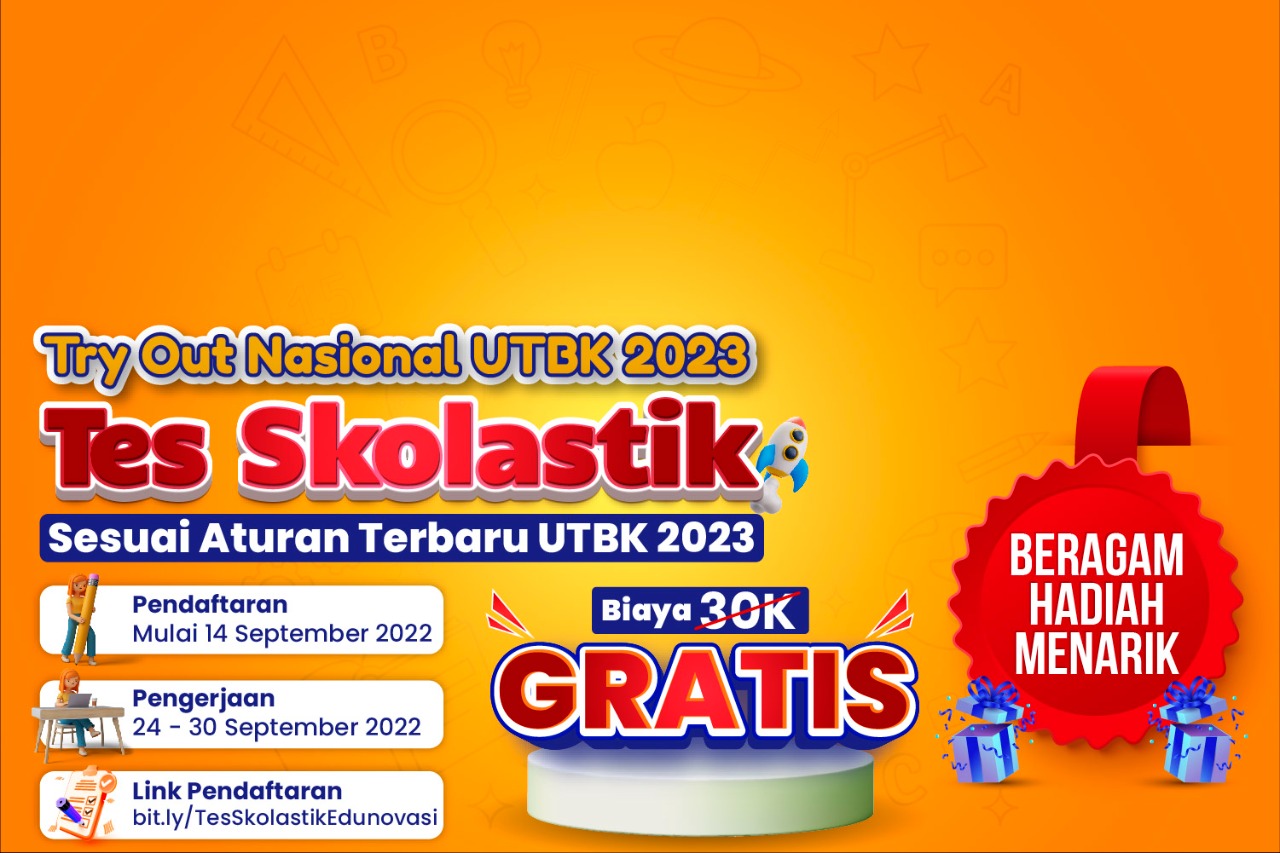 Try Out Nasional UTBK 2023
Tes Skolastik
Sesuai Aturan Terbaru UTBK 2023
Pendaftaran
Mulai 14 September 2022
Pengerjaan
24 - 30 September 2022
Link Pendaftaran
bit.ly/TesSkolastikEdunovasi
Biaya 30K
GRATIS
BERAGAM
HADIAH
MENARIK
B
A
C